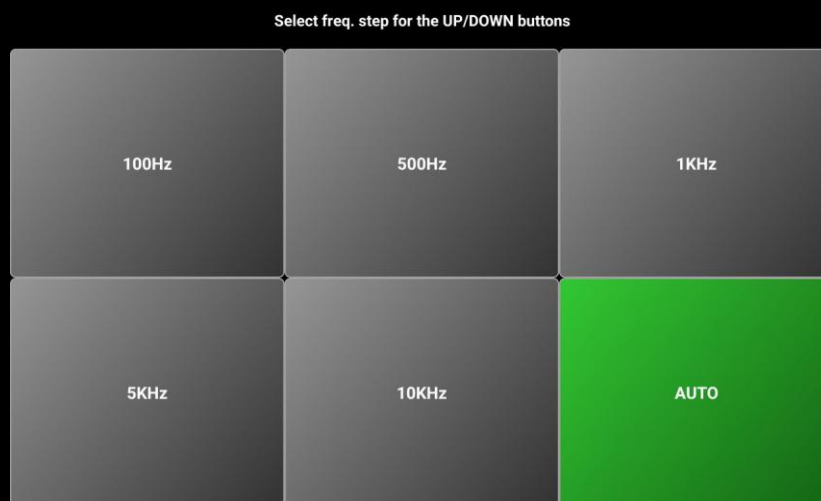 Select freq. step for the UP/DOWN buttons
100Hz
500Hz
1KHz
5KHz
10KHz
AUTO